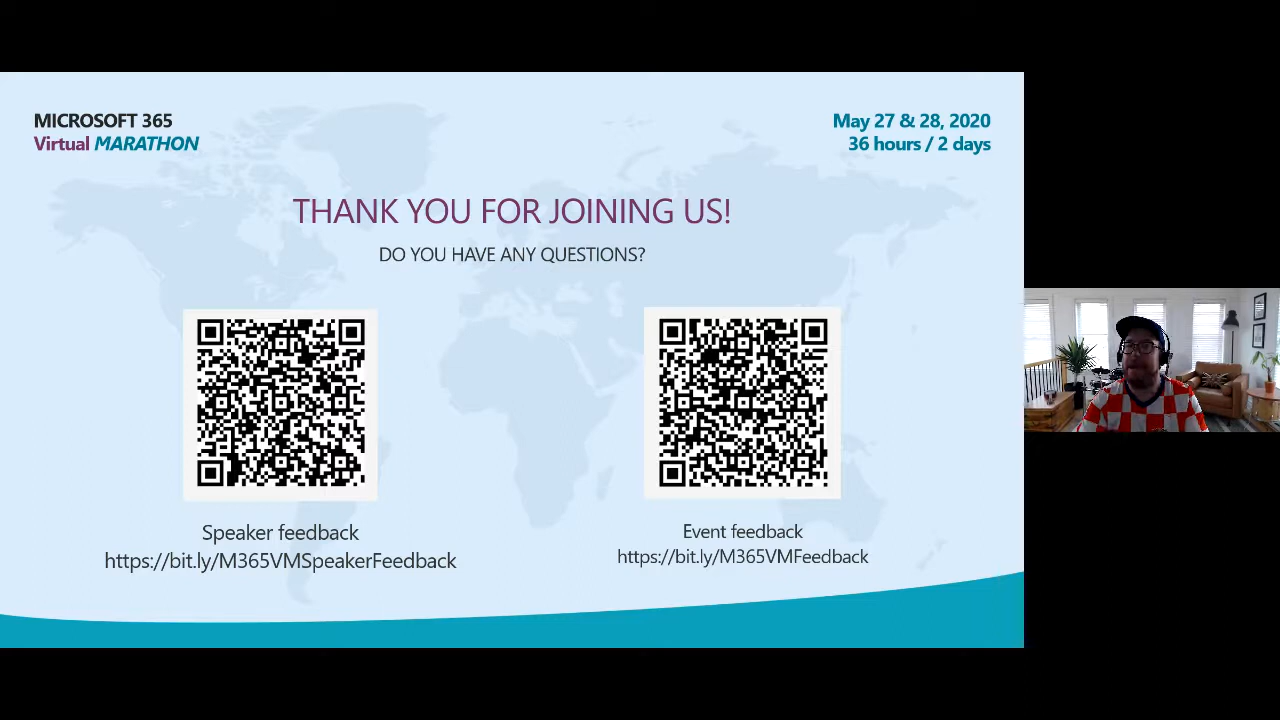 MICROSOFT 365
Virtual MARATHON
May 27 & 28, 2020
36 hours / 2 days
THANK YOU FOR JOINING US!
DO YOU HAVE ANY QUESTIONS?
Speaker feedback
https://bit.ly/M365VMSpeakerFeedback
Event feedback
https://bit.ly/M365VMFeedback